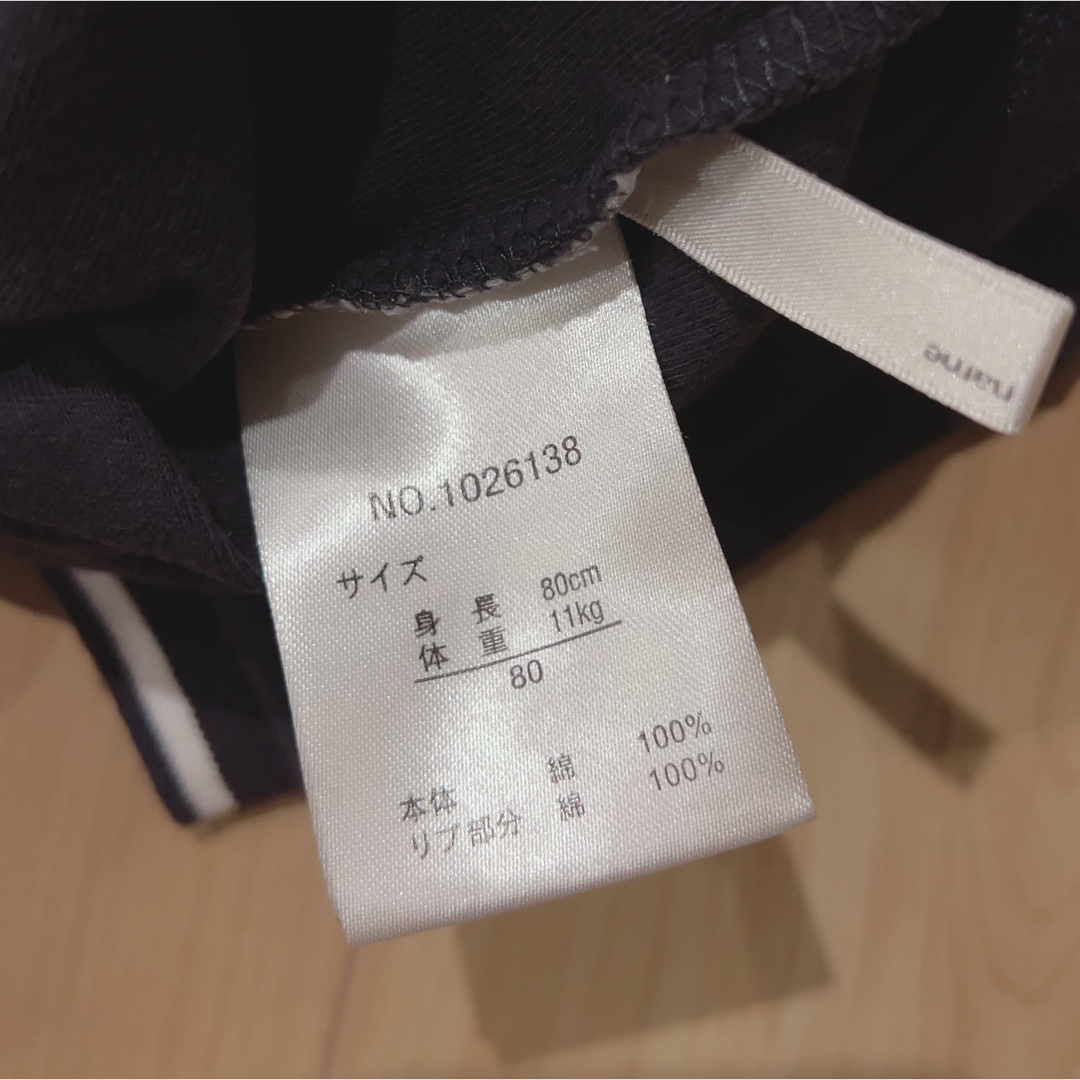 NO.1026138
サイズ
身 長 80cm
体 重 11kg
80
本体 綿 100%
リブ部分 綿 100%
name